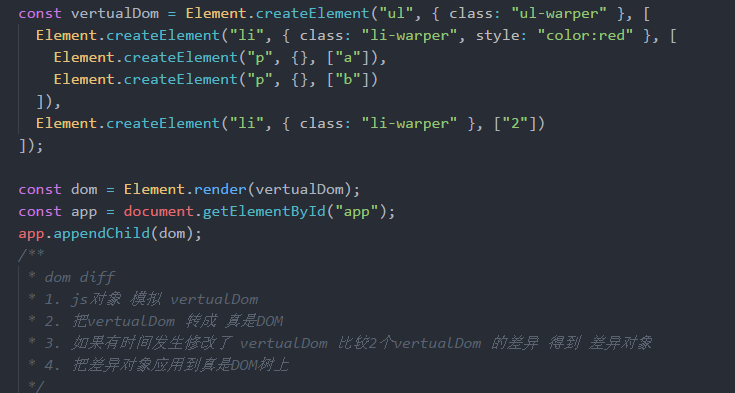 const vertualDom = Element.createElement("ul", { class: "ul-warper" }, [
Element.createElement("li", { class: "li-warper", style: "color:red" }, [
Element.createElement("p", {}, ["a"]),
Element.createElement("p", {}, ["b"])
]),
Element.createElement("li", { class: "li-warper" }, ["2"])
]);
const dom = Element.render(vertualDom);
const app = document.getElementById("app");
app.appendChild(dom);
/**
* dom diff
* 1. js对象 模拟 vertualDom
* 2. 把vertualDom 转成 真是DOM
* 3. 如果有时间发生修改了 vertualDom 比较2个vertualDom 的差异 得到 差异对象
* 4. 把差异对象应用到真是DOM树上
*/